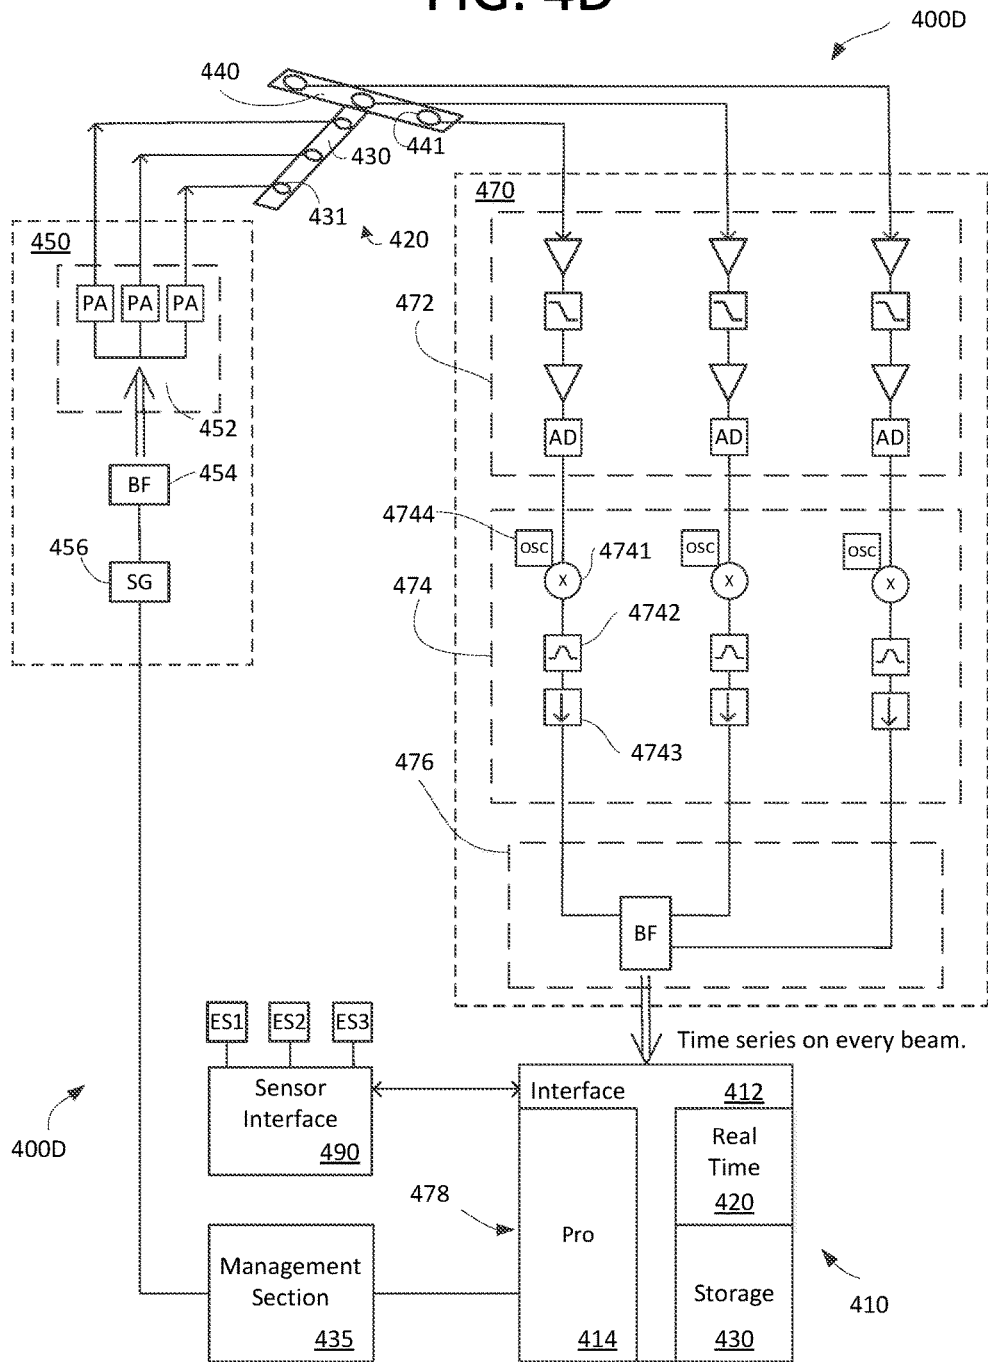 FIG. 4D
400D
440
441
430
431
420
450
470
PA PA PA
472
452
454
BF
456
SG
AD AD AD
4744
OSC OSC OSC
4741
X X X
474
4742
4743
476
BF
Time series on every beam.
ES1 ES2 ES3
Sensor
Interface
490
Interface 412
400D
Real
Time
420
478
Pro
414
Management
Section
435
Storage
430
410